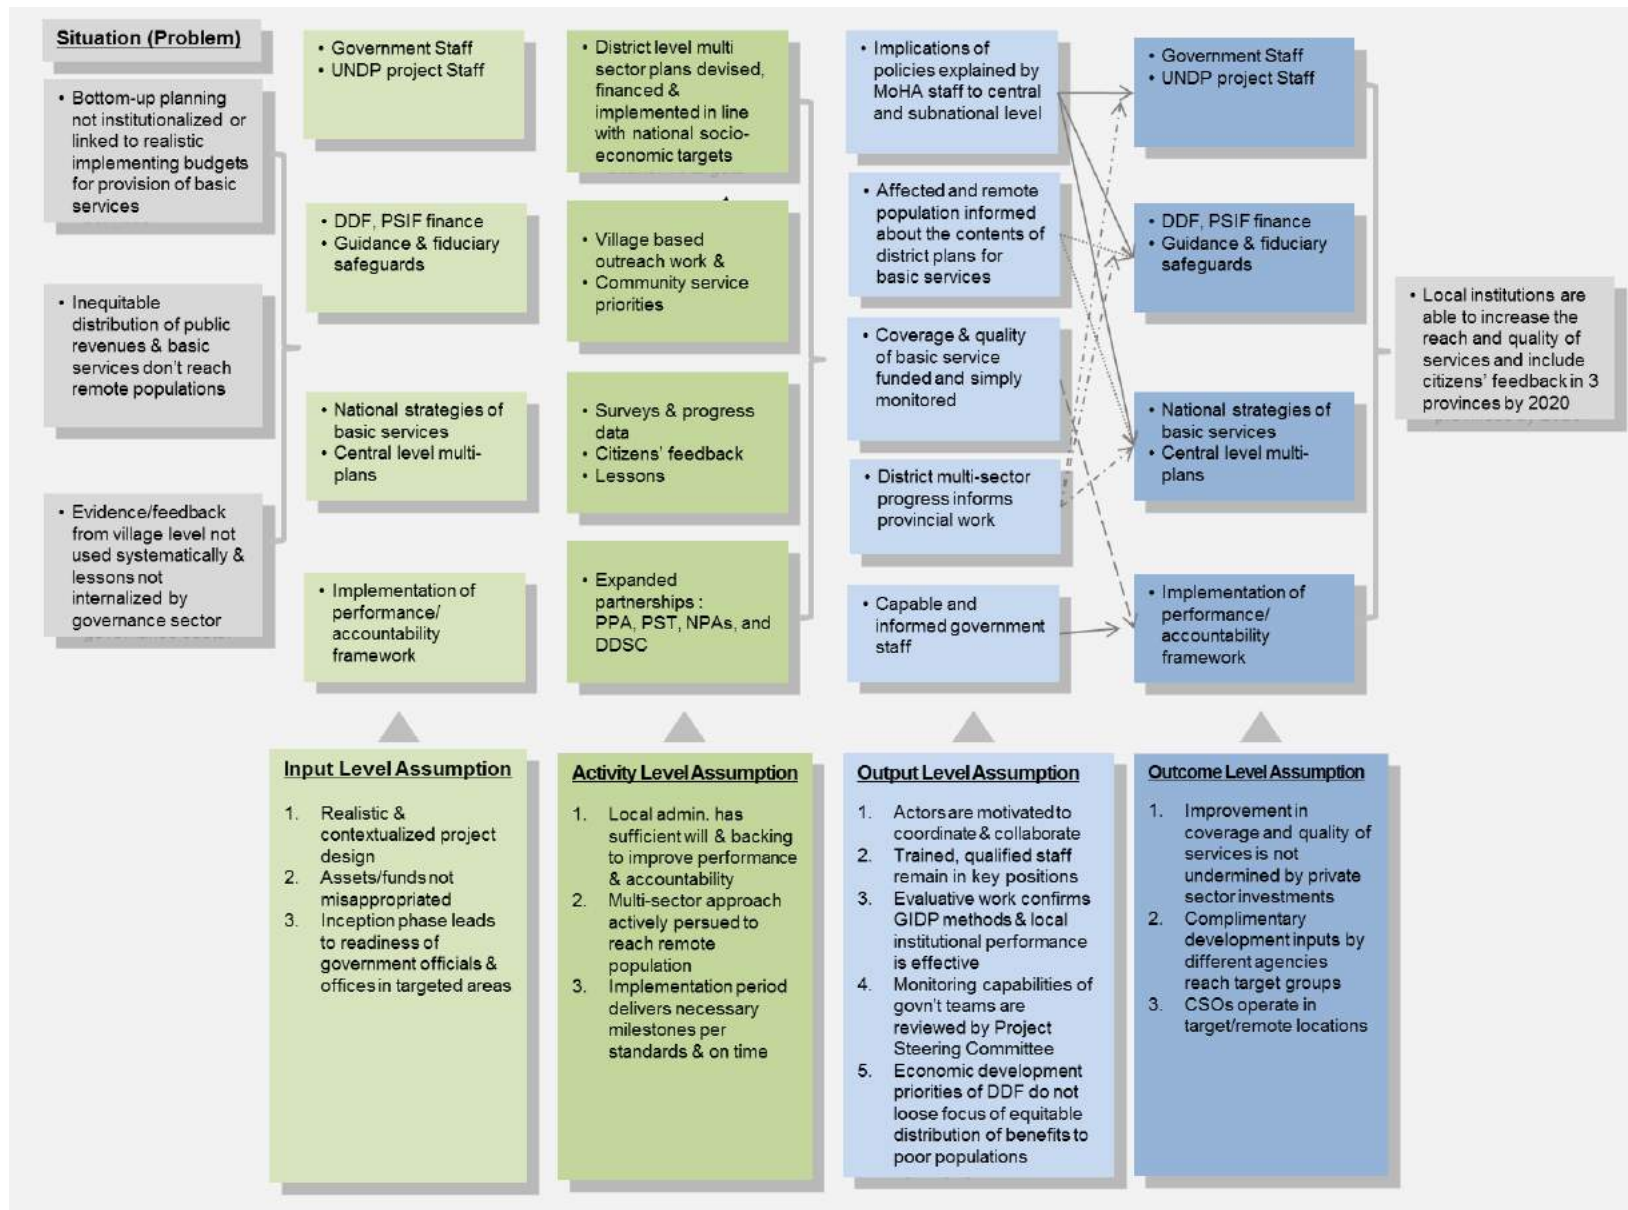 Situation (Problem)
• Bottom-up planning
not institutionalized or
linked to realistic
implementing budgets
for provision of basic
services
• Inequitable
distribution of public
revenues & basic
services don't reach
remote populations
• Evidence/feedback
from village level not
used systematically &
lessons not
internalized by
governance sector
• Government Staff
• UNDP project Staff
• DDF, PSIF finance
• Guidance & fiduciary
safeguards
• National strategies of
basic services
• Central level multi-
plans
• Implementation of
performance/
accountability
framework
• District level multi
sector plans devised,
financed &
implemented in line
with national socio-
economic targets
• Village based
outreach work &
• Community service
priorities
• Surveys & progress
data
• Citizens' feedback
• Lessons
• Expanded
partnerships :
PPA, PST, NPAs, and
DDSC
• Implications of
policies explained by
MoHA staff to central
and subnational level
• Affected and remote
population informed
about the contents of
district plans for
basic services
• Coverage & quality
of basic service
funded and simply
monitored
• District multi-sector
progress informs
provincial work
• Capable and
informed government
staff
• Government Staff
• UNDP project Staff
• DDF, PSIF finance
• Guidance & fiduciary
safeguards
• National strategies of
basic services
• Central level multi-
plans
• Implementation of
performance/
accountability
framework
• Local institutions are
able to increase the
reach and quality of
services and include
citizens' feedback in 3
provinces by 2020
Input Level Assumption
1. Realistic &
contextualized project
design
2. Assets/funds not
misappropriated
3. Inception phase leads
to readiness of
government officials &
offices in targeted areas
Activity Level Assumption
1. Local admin. has
sufficient will & backing
to improve performance
& accountability
2. Multi-sector approach
actively persued to
reach remote
population
3. Implementation period
delivers necessary
milestones per
standards & on time
Output Level Assumption
1. Actors are motivated to
coordinate & collaborate
2. Trained, qualified staff
remain in key positions
3. Evaluative work confirms
GIDP methods & local
institutional performance
is effective
4. Monitoring capabilities of
govn't teams are
reviewed by Project
Steering Committee
5. Economic development
priorities of DDF do not
loose focus of equitable
distribution of benefits to
poor populations
Outcome Level Assumption
1. Improvement in
coverage and quality of
services is not
undermined by private
sector investments
2. Complimentary
development inputs by
different agencies
reach target groups
3. CSOs operate in
target/remote locations